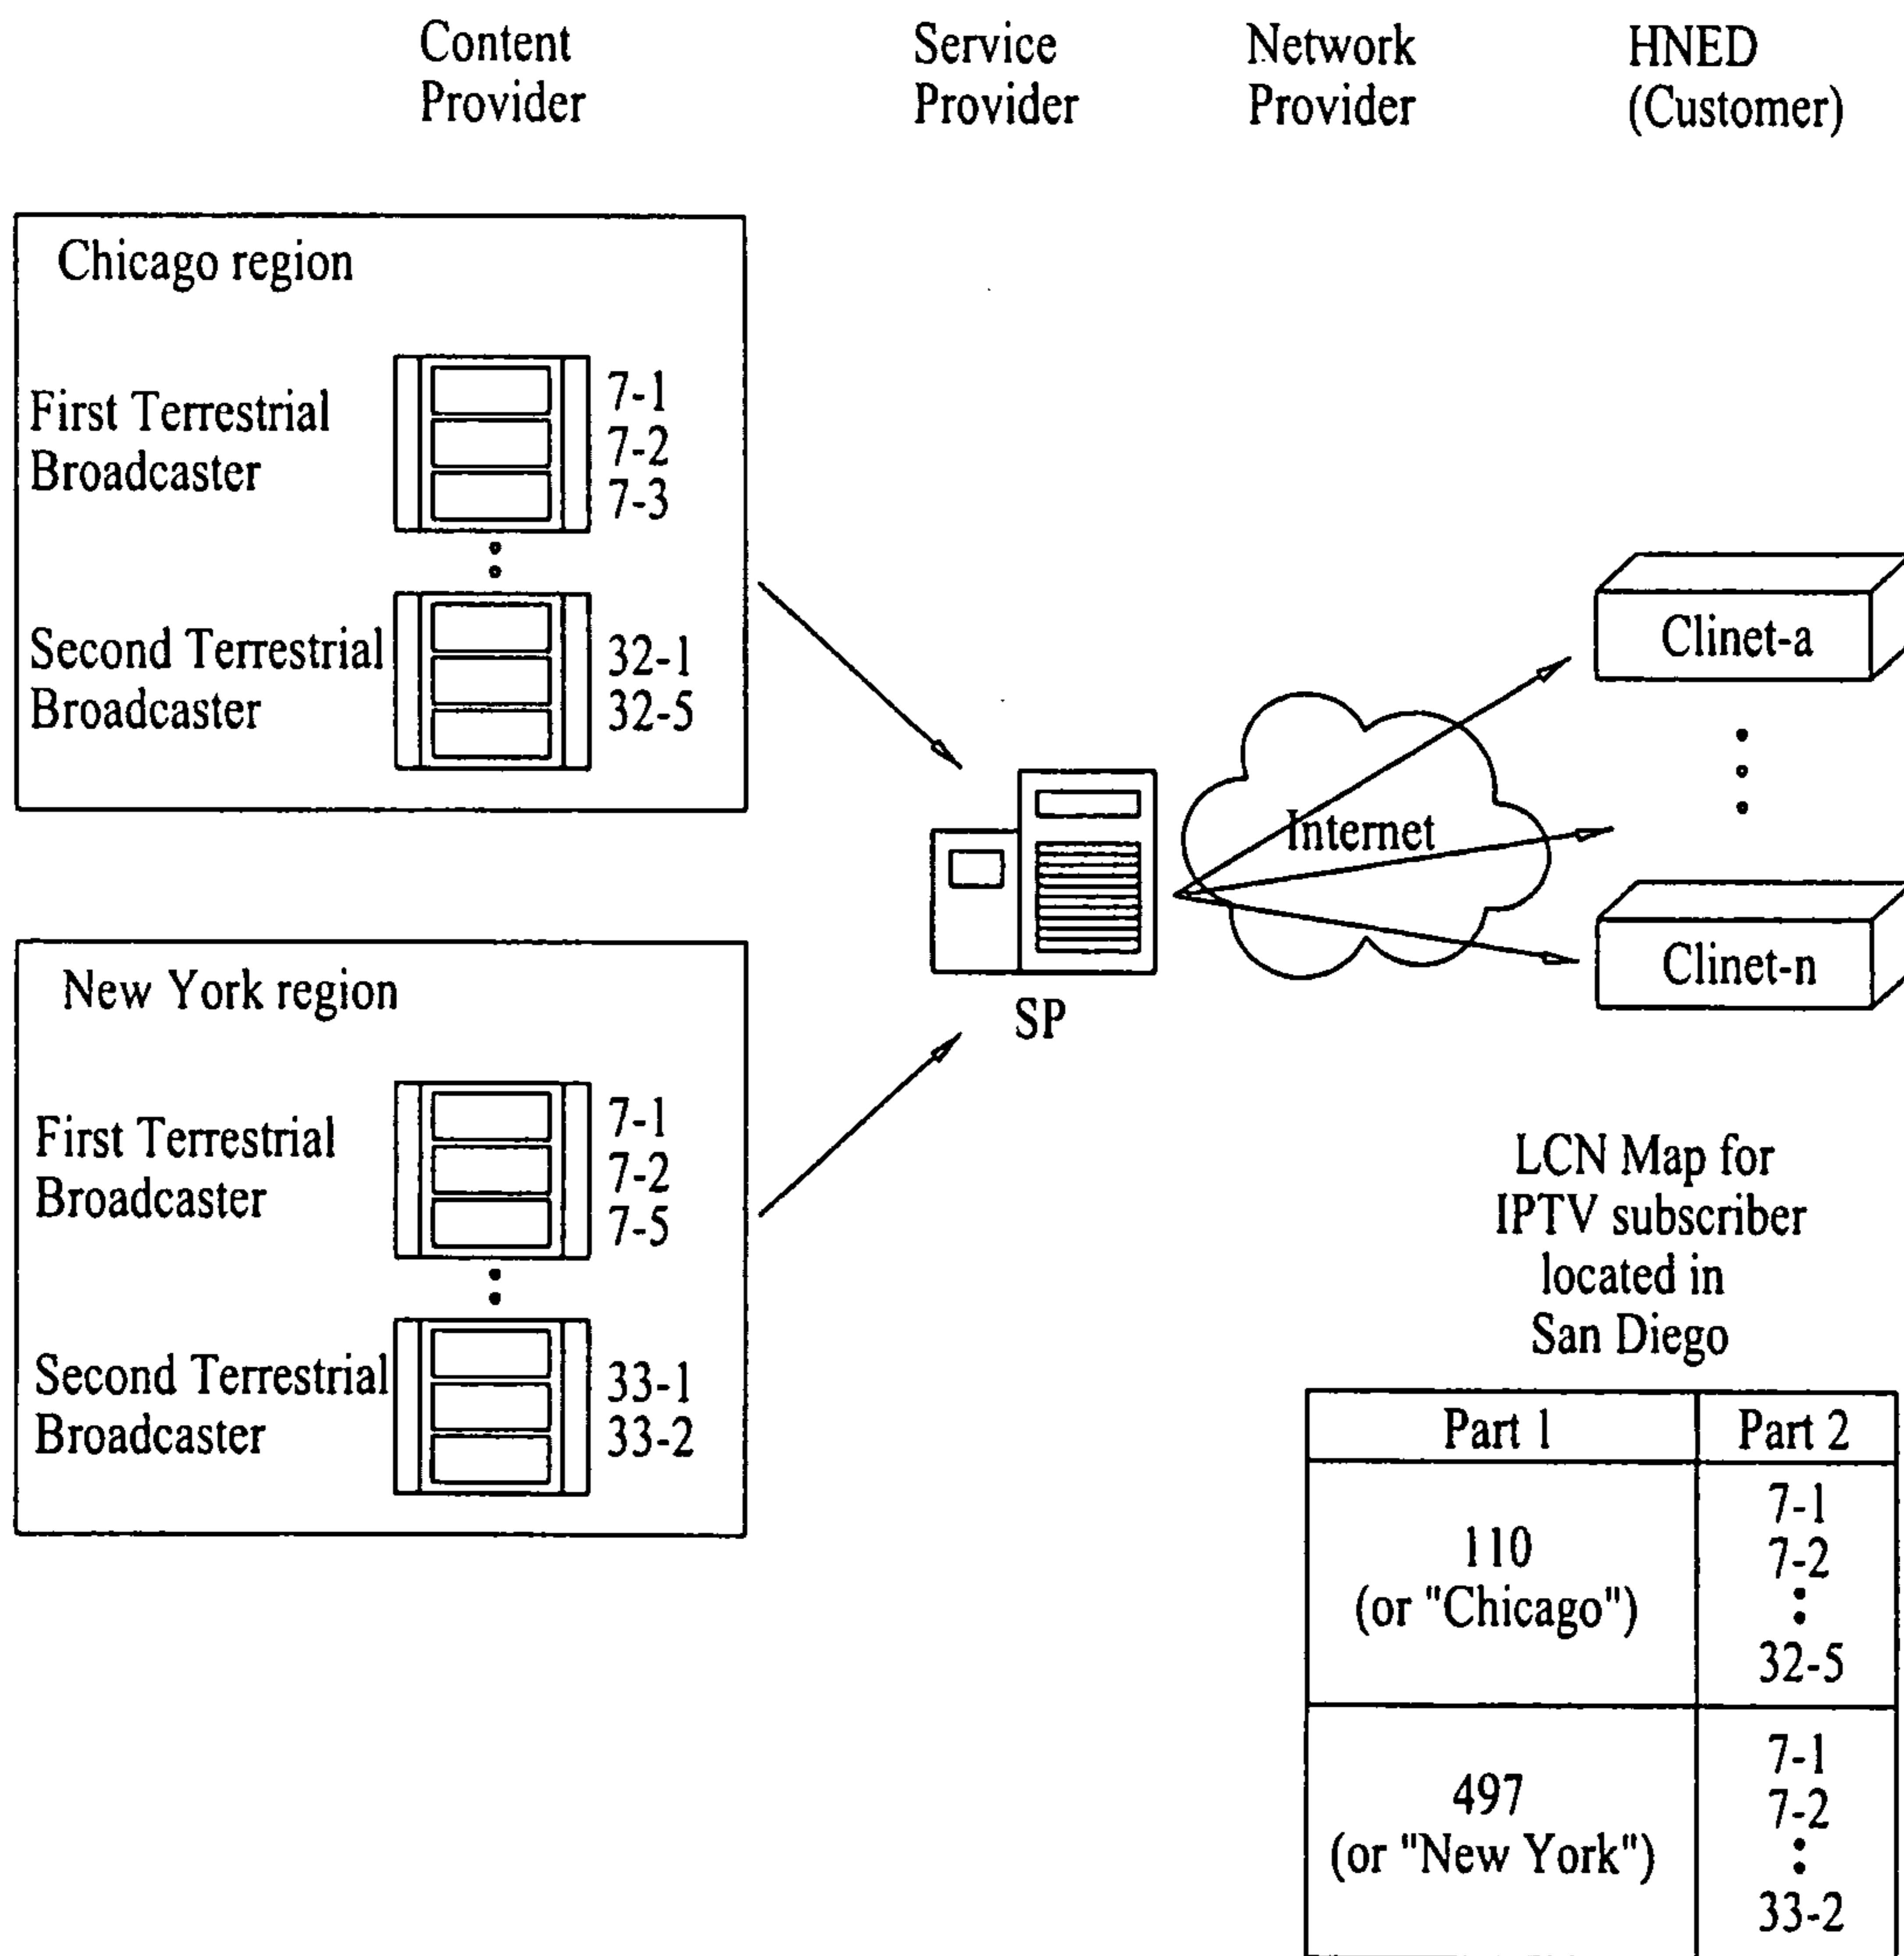 Content
Provider
Service
Provider
Network
Provider
HNED
(Customer)
Chicago region
First Terrestrial
Broadcaster
7-1
7-2
7-3
Second Terrestrial
Broadcaster
32-1
32-5
New York region
First Terrestrial
Broadcaster
7-1
7-2
7-5
Second Terrestrial
Broadcaster
33-1
33-2
SP
Internet
Clinet-a
Clinet-n
LCN Map for
IPTV subscriber
located in
San Diego
Part 1
Part 2
110
(or "Chicago")
7-1
7-2
32-5
497
(or "New York")
7-1
7-2
33-2